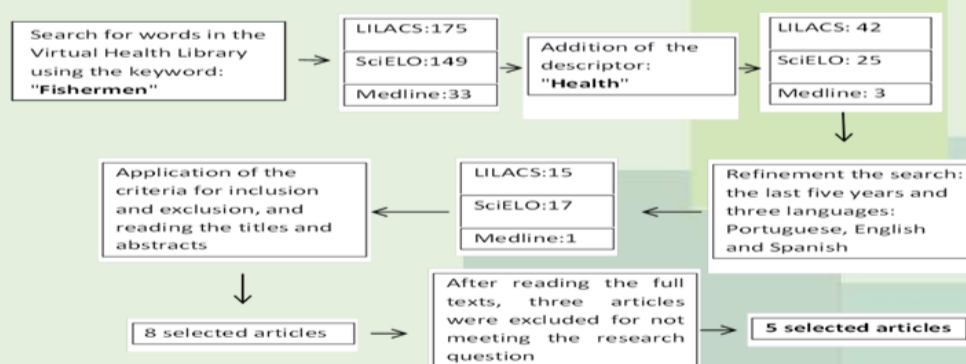 Search for words in the
Virtual Health Library
using the keyword:
"Fishermen"
LILACS:175
SciELO:149
Medline:33
Addition of the
descriptor:
"Health"
LILACS: 42
SciELO: 25
Medline: 3
Refinement the search:
the last five years and
three languages:
Portuguese, English
and Spanish
LILACS:15
SciELO:17
Medline:1
Application of the
criteria for inclusion
and exclusion, and
reading the titles and
abstracts
8 selected articles
After reading the full
texts, three articles
were excluded for not
meeting the research
question
5 selected articles